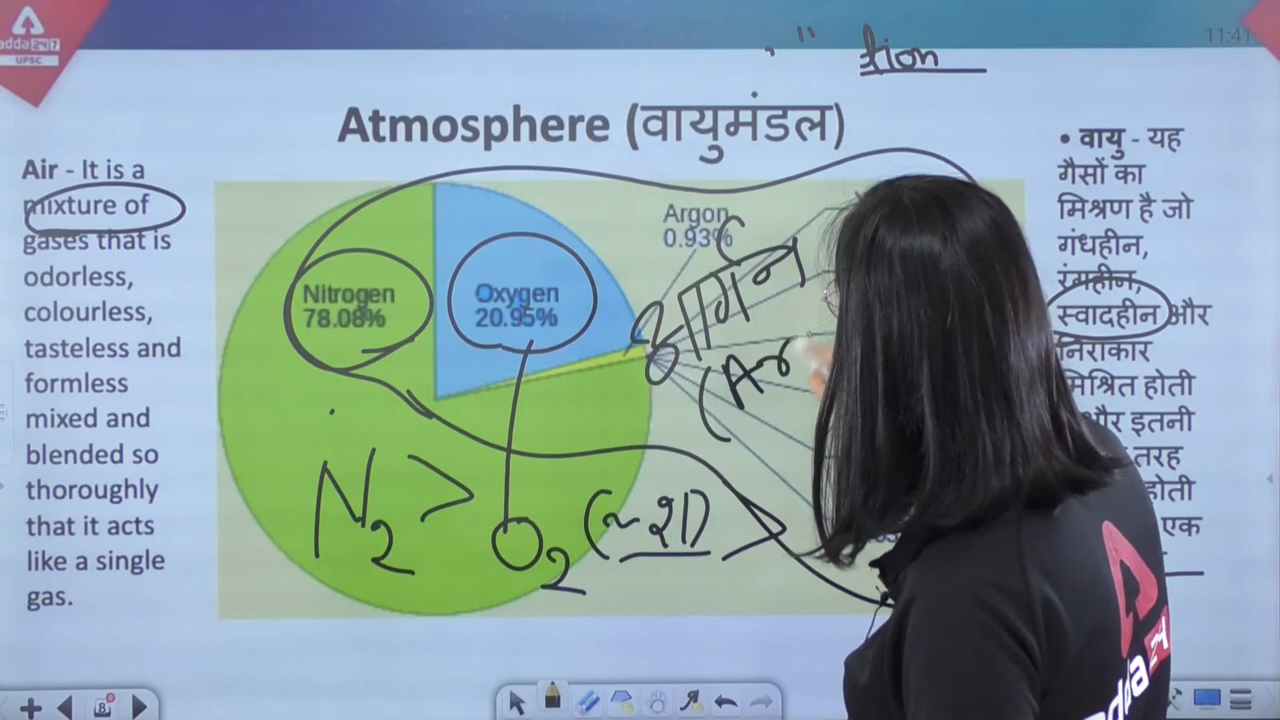 adda247
UPSC
11:41
" tion
Atmosphere (वायुमंडल)
Air - It is a
mixture of
gases that is
odorless,
colourless,
tasteless and
formless
mixed and
blended so
thoroughly
that it acts
like a single
gas.
Nitrogen
78.08%
Oxygen
20.95%
Argon
0.93%
आर्गन
(Ar
N2 > O2 (~21) >
• वायु - यह
गैसों का
मिश्रण है जो
गंधहीन,
रंगहीन,
स्वादहीन और
निराकार
मिश्रित होती
और इतनी
तरह
होती
एक
adda247